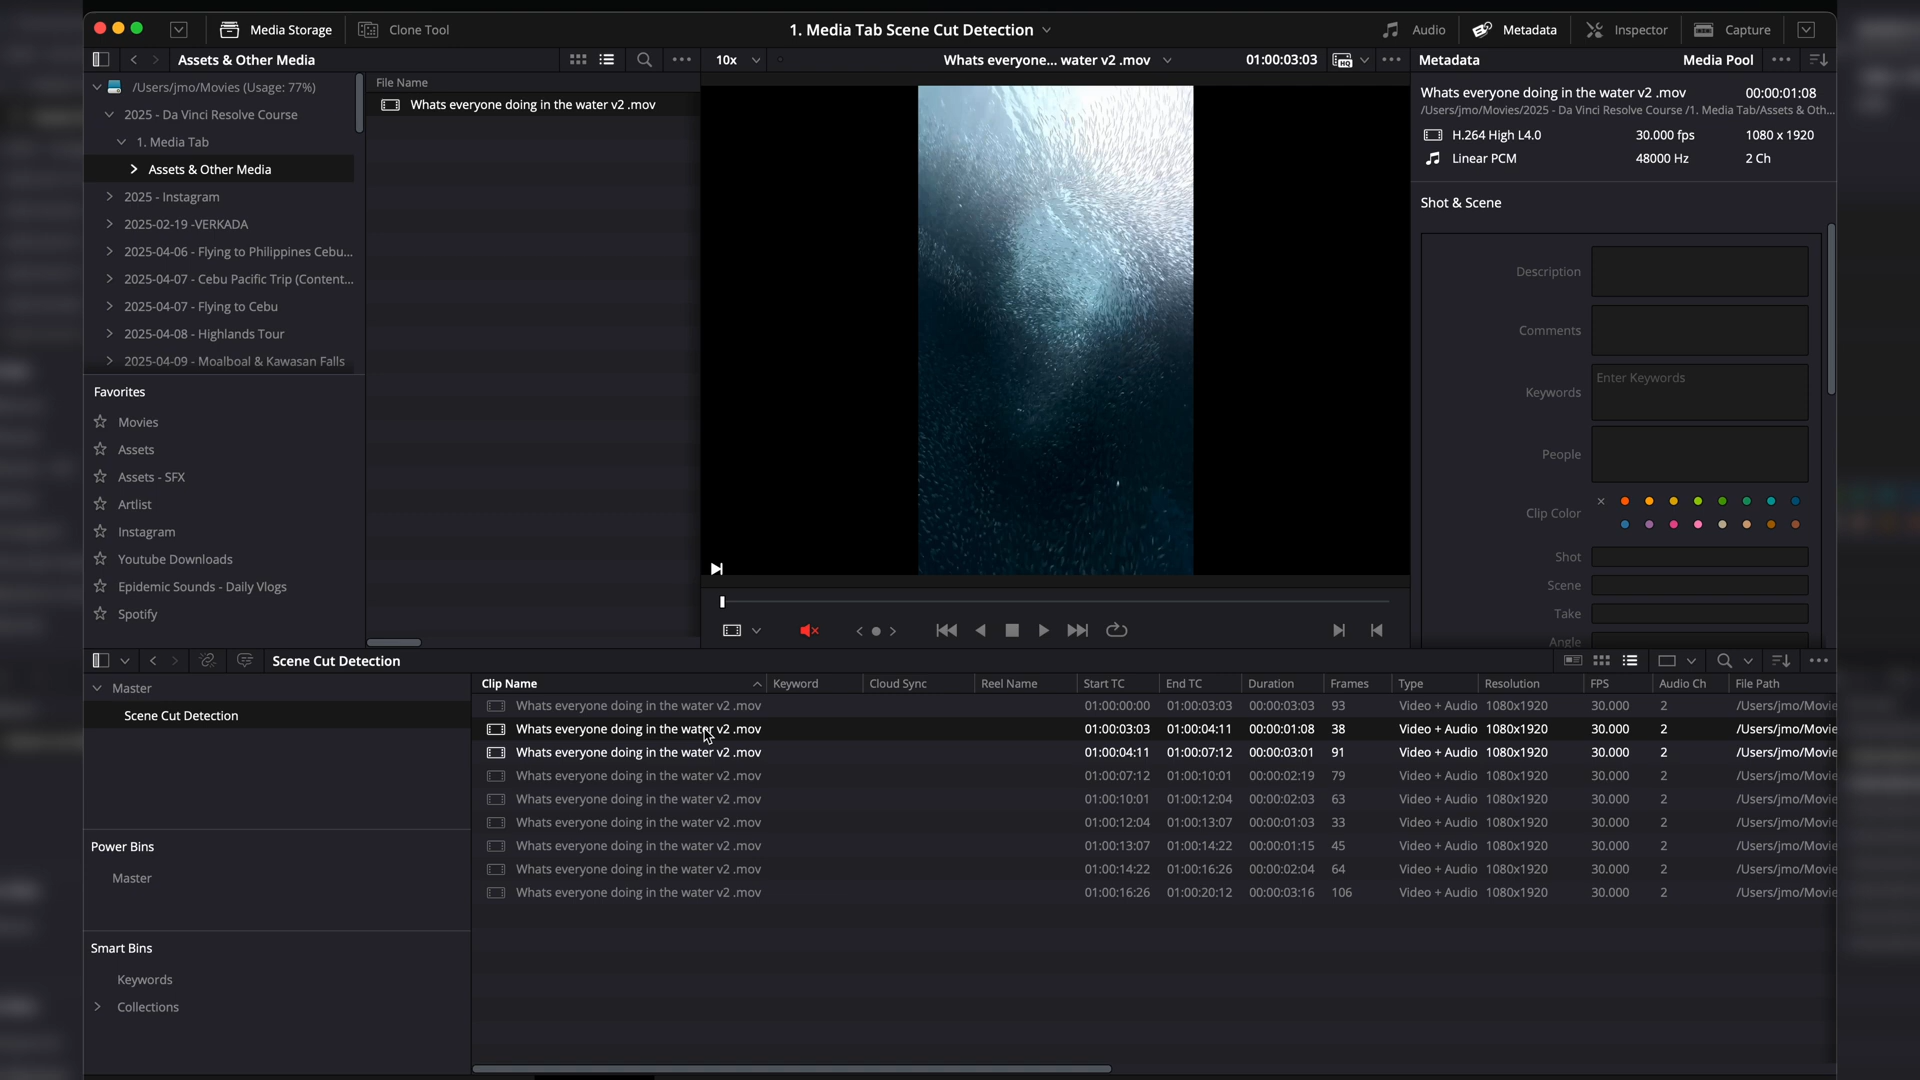 Media Storage
Clone Tool
1. Media Tab Scene Cut Detection
Audio
Metadata
Inspector
Capture
Assets & Other Media
10x
Whats everyone... water v2 .mov
01:00:03:03
Metadata
Media Pool
/Users/jmo/Movies (Usage: 77%)
2025 - Da Vinci Resolve Course
1. Media Tab
Assets & Other Media
2025 - Instagram
2025-02-19 -VERKADA
2025-04-06 - Flying to Philippines Cebu...
2025-04-07 - Cebu Pacific Trip (Content...
2025-04-07 - Flying to Cebu
2025-04-08 - Highlands Tour
2025-04-09 - Moalboal & Kawasan Falls
File Name
Whats everyone doing in the water v2 .mov
Whats everyone doing in the water v2 .mov 00:00:01:08
/Users/jmo/Movies/2025 - Da Vinci Resolve Course /1. Media Tab/Assets & Oth...
H.264 High L4.0 30.000 fps 1080 x 1920
Linear PCM 48000 Hz 2 Ch
Shot & Scene
Description
Comments
Keywords Enter Keywords
People
Clip Color
Shot
Scene
Take
Angle
Favorites
Movies
Assets
Assets - SFX
Artlist
Instagram
Youtube Downloads
Epidemic Sounds - Daily Vlogs
Spotify
Scene Cut Detection
Master
Scene Cut Detection
Power Bins
Master
Smart Bins
Keywords
Collections
Clip Name Keyword Cloud Sync Reel Name Start TC End TC Duration Frames Type Resolution FPS Audio Ch File Path
Whats everyone doing in the water v2 .mov 01:00:00:00 01:00:03:03 00:00:03:03 93 Video + Audio 1080x1920 30.000 2 /Users/jmo/Movie
Whats everyone doing in the water v2 .mov 01:00:03:03 01:00:04:11 00:00:01:08 38 Video + Audio 1080x1920 30.000 2 /Users/jmo/Movie
Whats everyone doing in the water v2 .mov 01:00:04:11 01:00:07:12 00:00:03:01 91 Video + Audio 1080x1920 30.000 2 /Users/jmo/Movie
Whats everyone doing in the water v2 .mov 01:00:07:12 01:00:10:01 00:00:02:19 79 Video + Audio 1080x1920 30.000 2 /Users/jmo/Movie
Whats everyone doing in the water v2 .mov 01:00:10:01 01:00:12:04 00:00:02:03 63 Video + Audio 1080x1920 30.000 2 /Users/jmo/Movie
Whats everyone doing in the water v2 .mov 01:00:12:04 01:00:13:07 00:00:01:03 33 Video + Audio 1080x1920 30.000 2 /Users/jmo/Movie
Whats everyone doing in the water v2 .mov 01:00:13:07 01:00:14:22 00:00:01:15 45 Video + Audio 1080x1920 30.000 2 /Users/jmo/Movie
Whats everyone doing in the water v2 .mov 01:00:14:22 01:00:16:26 00:00:02:04 64 Video + Audio 1080x1920 30.000 2 /Users/jmo/Movie
Whats everyone doing in the water v2 .mov 01:00:16:26 01:00:20:12 00:00:03:16 106 Video + Audio 1080x1920 30.000 2 /Users/jmo/Movie